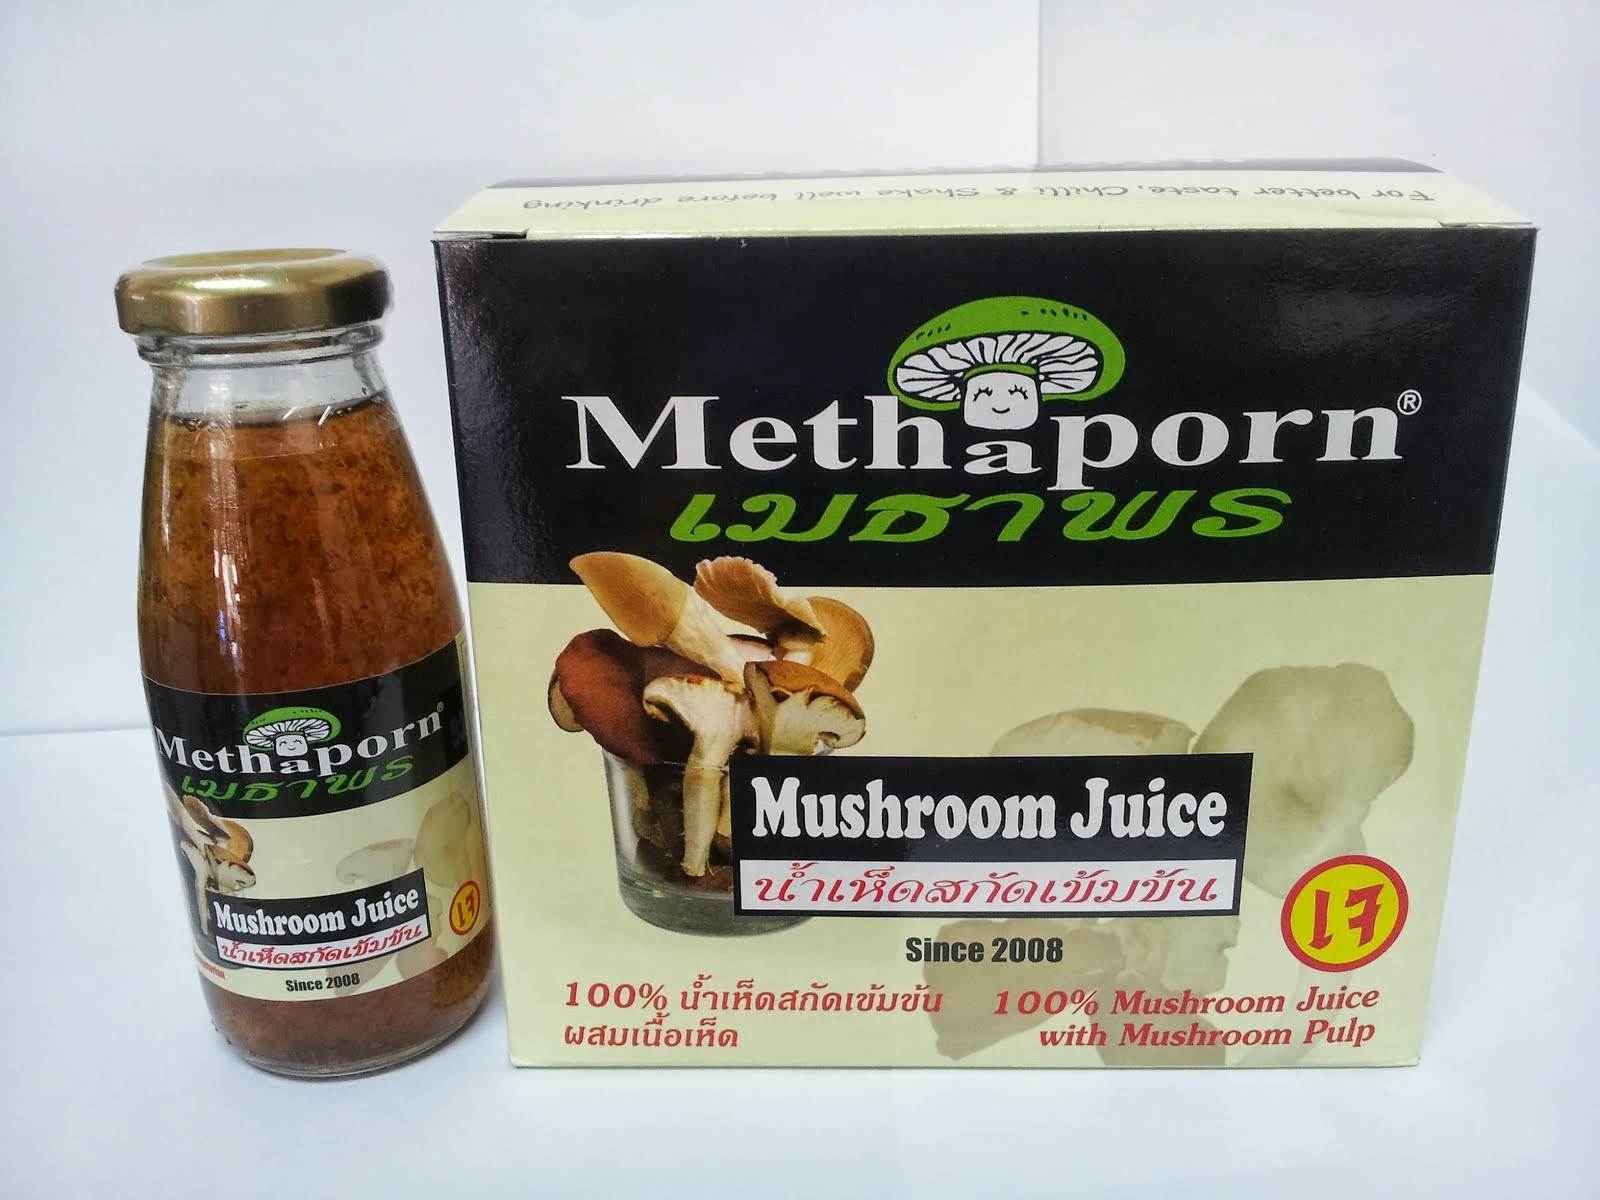 For better taste, Chilli & Shake well before drinking
Methaporn®
เมธาพร
Mushroom Juice
น้ำเห็ดสกัดเข้มข้น
เจ
Since 2008
100% น้ำเห็ดสกัดเข้มข้น
ผสมเนื้อเห็ด
100% Mushroom Juice
with Mushroom Pulp
Methaporn®
เมธาพร
Mushroom Juice
น้ำเห็ดสกัดเข้มข้น
เจ
Since 2008